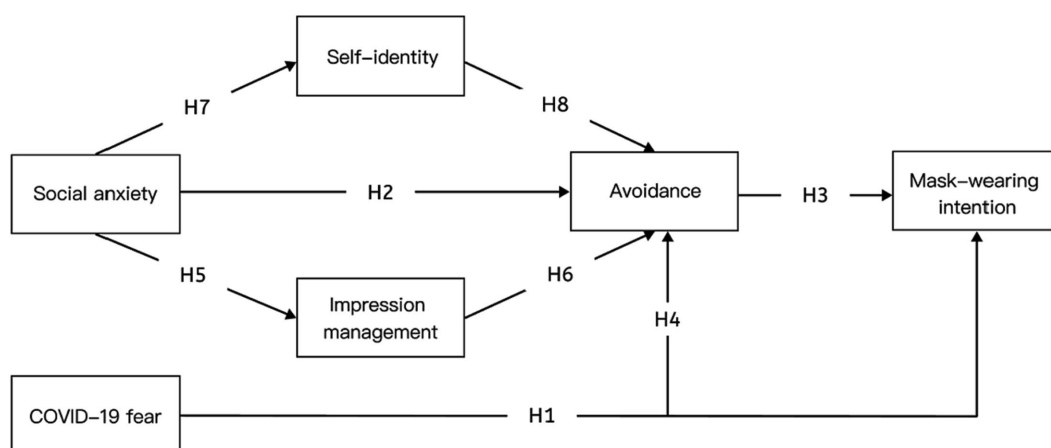 Self-identity
H7
H8
Social anxiety
H2
Avoidance
H3
Mask-wearing
intention
H5
H6
Impression
management
H4
COVID-19 fear
H1